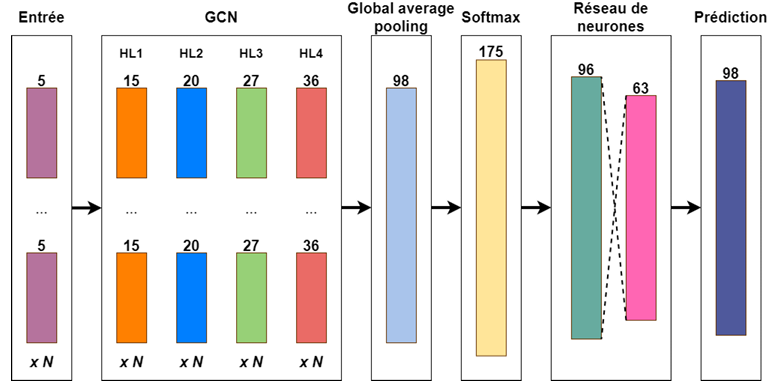 Entrée
GCN
Global average
pooling
Softmax
Réseau de
neurones
Prédiction
HL1 HL2 HL3 HL4
5 15 20 27 36 98 175 96 63 98
... ... ... ... ...
5 15 20 27 36
x N x N x N x N x N